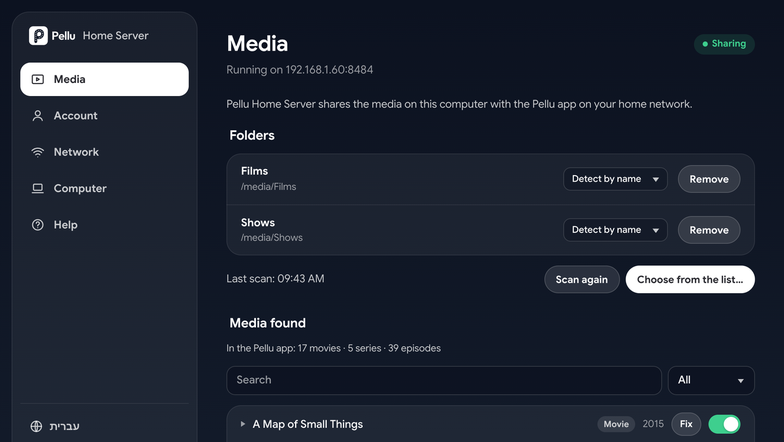 Pellu Home Server
Media
Account
Network
Computer
Help
עברית
Media
Sharing
Running on 192.168.1.60:8484
Pellu Home Server shares the media on this computer with the Pellu app on your home network.
Folders
Films
/media/Films
Detect by name
Remove
Shows
/media/Shows
Detect by name
Remove
Last scan: 09:43 AM
Scan again
Choose from the list...
Media found
In the Pellu app: 17 movies · 5 series · 39 episodes
Search
All
A Map of Small Things
Movie
2015
Fix